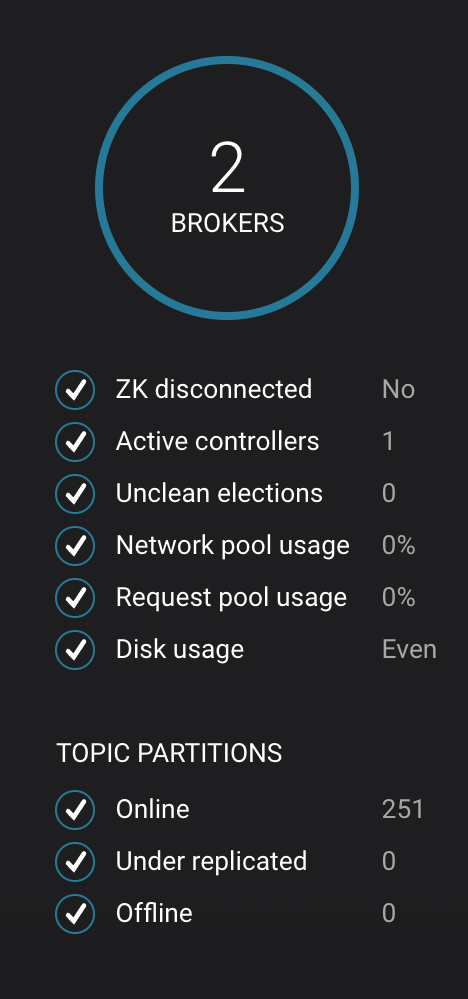 2
BROKERS
ZK disconnected No
Active controllers 1
Unclean elections 0
Network pool usage 0%
Request pool usage 0%
Disk usage Even
TOPIC PARTITIONS
Online 251
Under replicated 0
Offline 0